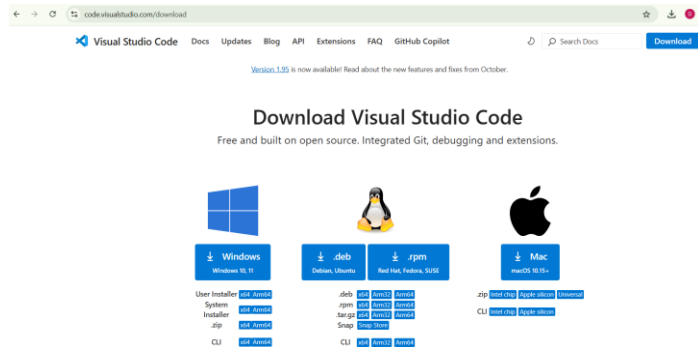 code.visualstudio.com/download
Visual Studio Code Docs Updates Blog API Extensions FAQ GitHub Copilot Search Docs Download
Version 1.95 is now available! Read about the new features and fixes from October.
Download Visual Studio Code
Free and built on open source. Integrated Git, debugging and extensions.
Windows
Windows 10, 11
User Installer x64 Arm64
System Installer x64 Arm64
.zip x64 Arm64
CLI x64 Arm64
.deb
Debian, Ubuntu
.rpm
Red Hat, Fedora, SUSE
.deb x64 Arm32 Arm64
.rpm x64 Arm32 Arm64
.tar.gz x64 Arm32 Arm64
Snap Snap Store
CLI x64 Arm32 Arm64
Mac
macOS 10.15+
.zip Intel chip Apple silicon Universal
CLI Intel chip Apple silicon